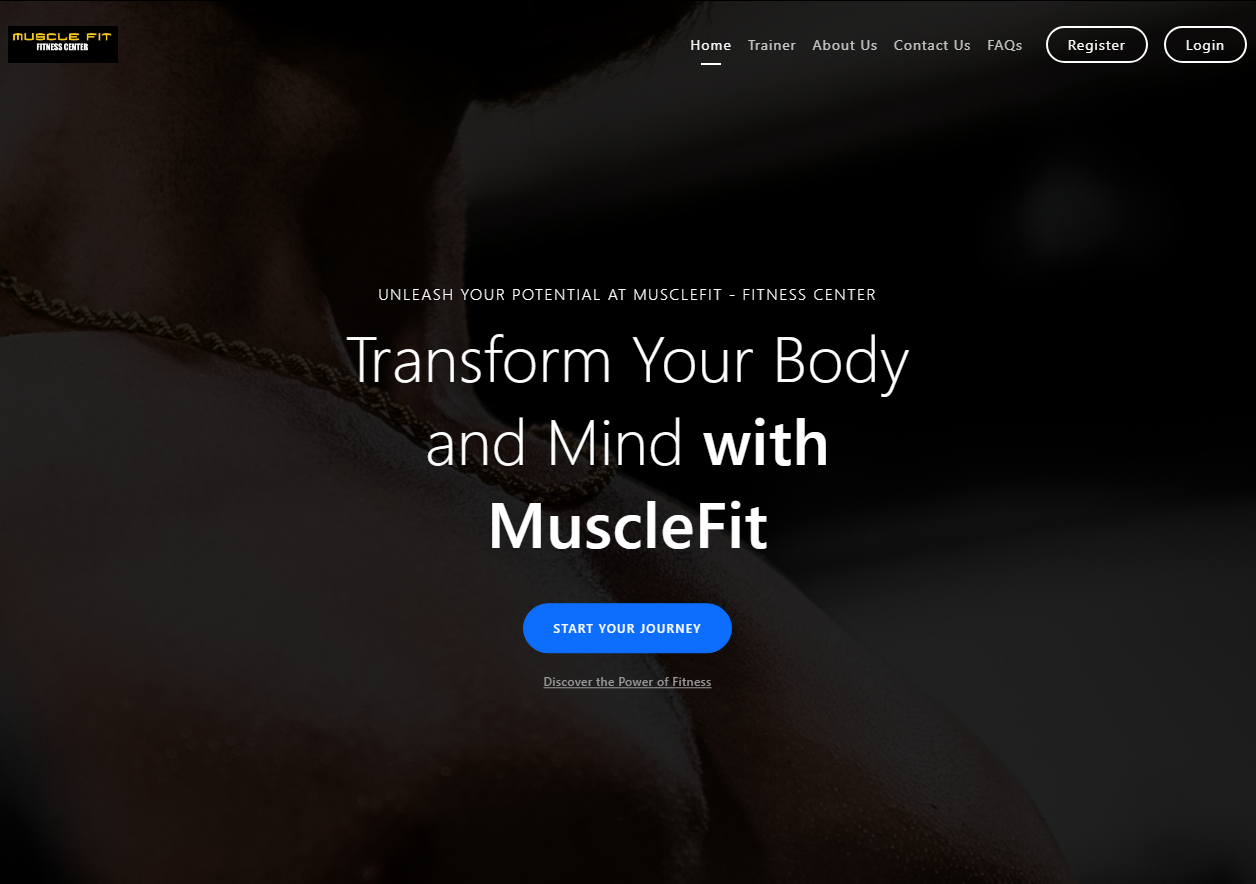 MUSCLE FIT
FITNESS CENTER
Home Trainer About Us Contact Us FAQs Register Login
UNLEASH YOUR POTENTIAL AT MUSCLEFIT - FITNESS CENTER
Transform Your Body
and Mind with
MuscleFit
START YOUR JOURNEY
Discover the Power of Fitness